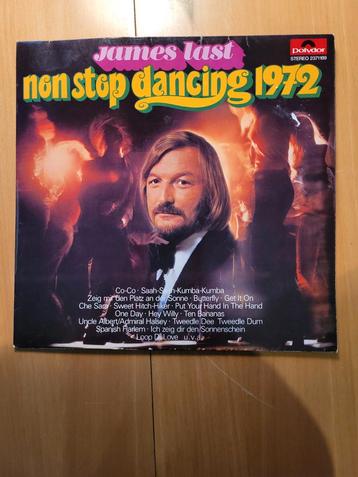 james last
non stop dancing 1972
Polydor
STEREO 2371189
Co-Co · Saah-Saah-Kumba-Kumba
Zeig mir den Platz an der Sonne · Butterfly · Get It On
Che Sara · Sweet Hitch-Hiker · Put Your Hand In The Hand
One Day · Hey Willy · Ten Bananas
Uncle Albert/Admiral Halsey · Tweedle Dee Tweedle Dum
Spanish Harlem · Ich zeig dir den Sonnenschein
Loop Di Love u.v.a.